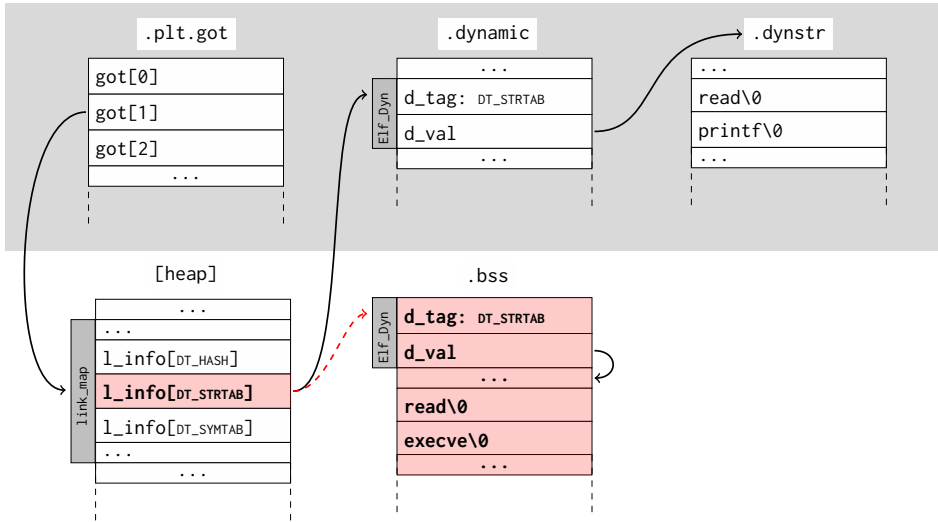 .plt.got
got[0]
got[1]
got[2]
...
.dynamic
...
Elf_Dyn
d_tag: DT_STRTAB
d_val
...
.dynstr
...
read\0
printf\0
...
[heap]
...
link_map
...
l_info[DT_HASH]
l_info[DT_STRTAB]
l_info[DT_SYMTAB]
...
...
.bss
Elf_Dyn
d_tag: DT_STRTAB
d_val
...
read\0
execve\0
...